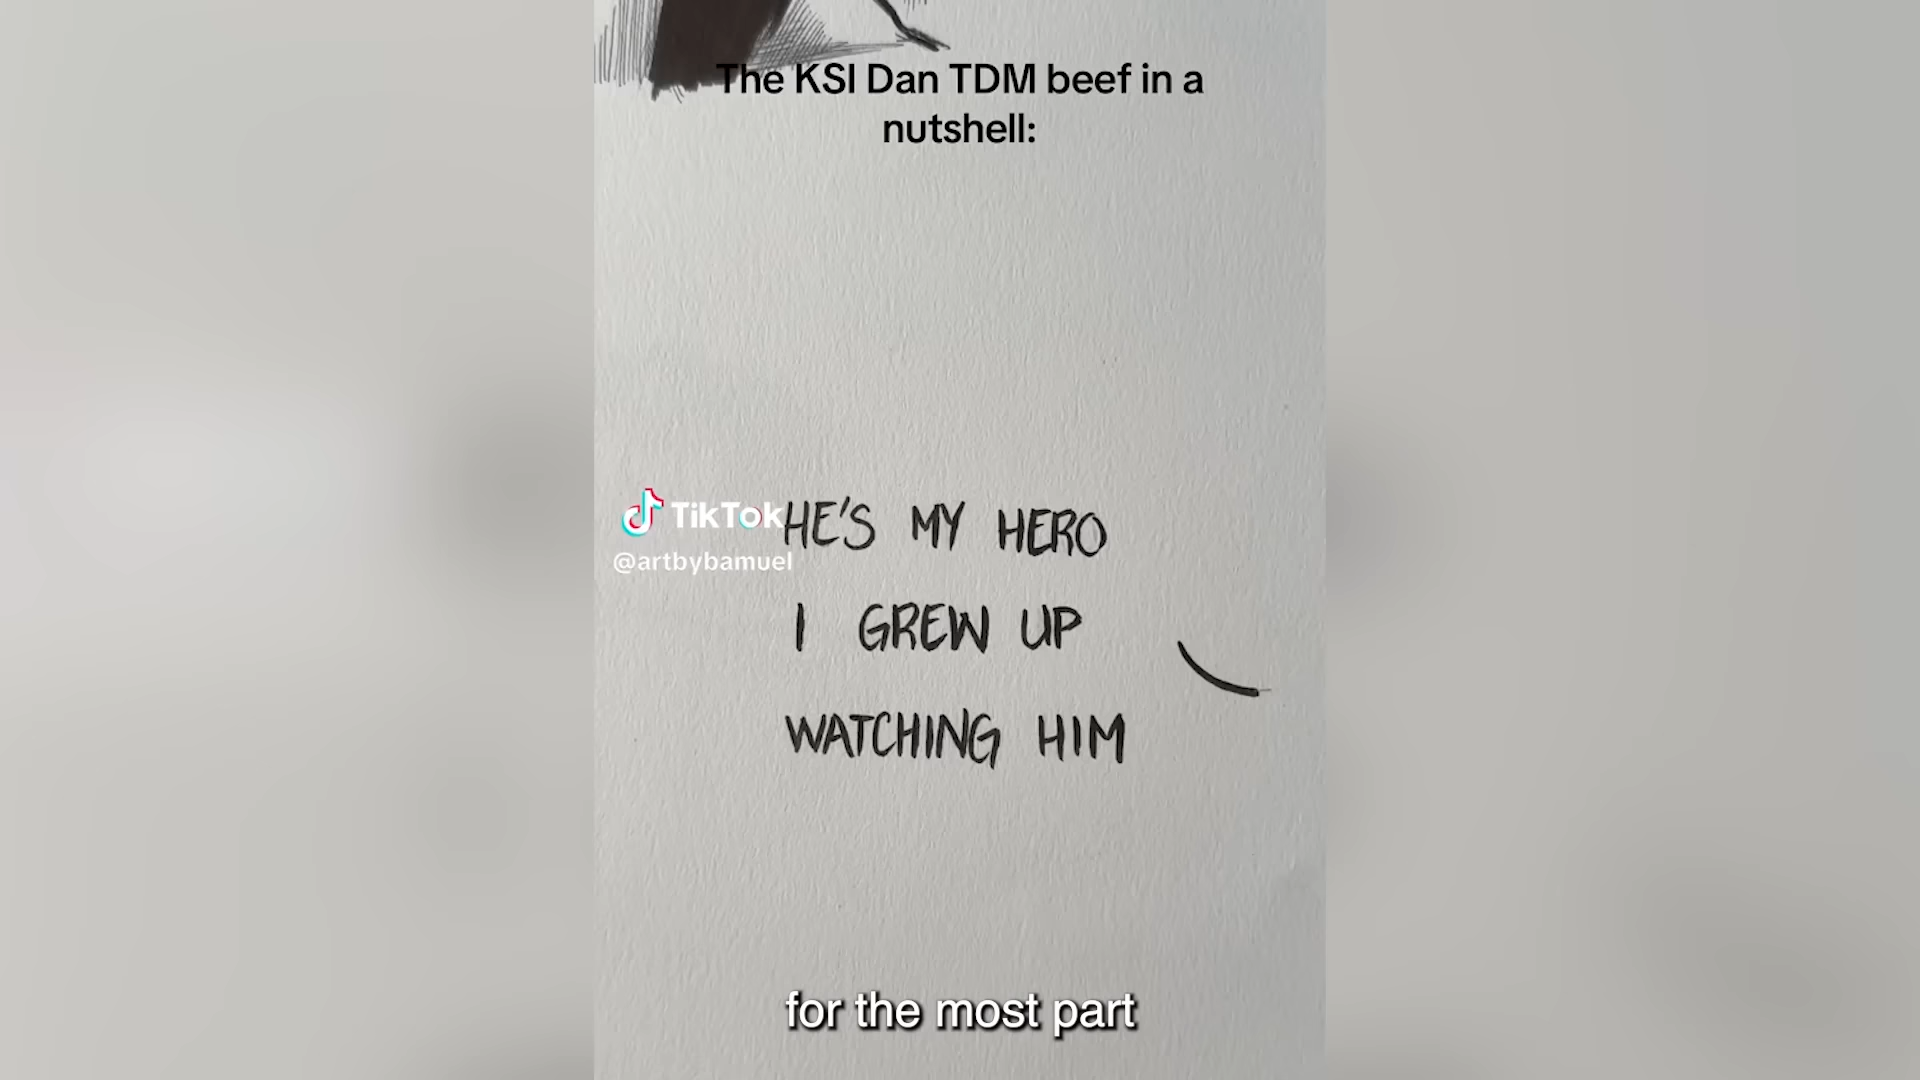 The KSI Dan TDM beef in a
nutshell:
TikTok
@artbybamuel
HE'S MY HERO
I GREW UP
WATCHING HIM
for the most part